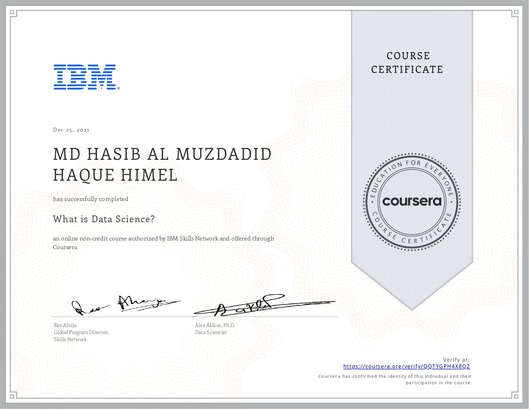 IBM
COURSE
CERTIFICATE
Dec 25, 2021
MD HASIB AL MUZDADID
HAQUE HIMEL
has successfully completed
What is Data Science?
an online non-credit course authorized by IBM Skills Network and offered through
Coursera
EDUCATION FOR EVERYONE
coursera
COURSE CERTIFICATE
Rav Ahuja
Global Program Director,
Skills Network
Alex Aklson, Ph.D.
Data Scientist
Verify at:
https://coursera.org/verify/QQTYGPH4X8Q2
Coursera has confirmed the identity of this individual and their
participation in the course.